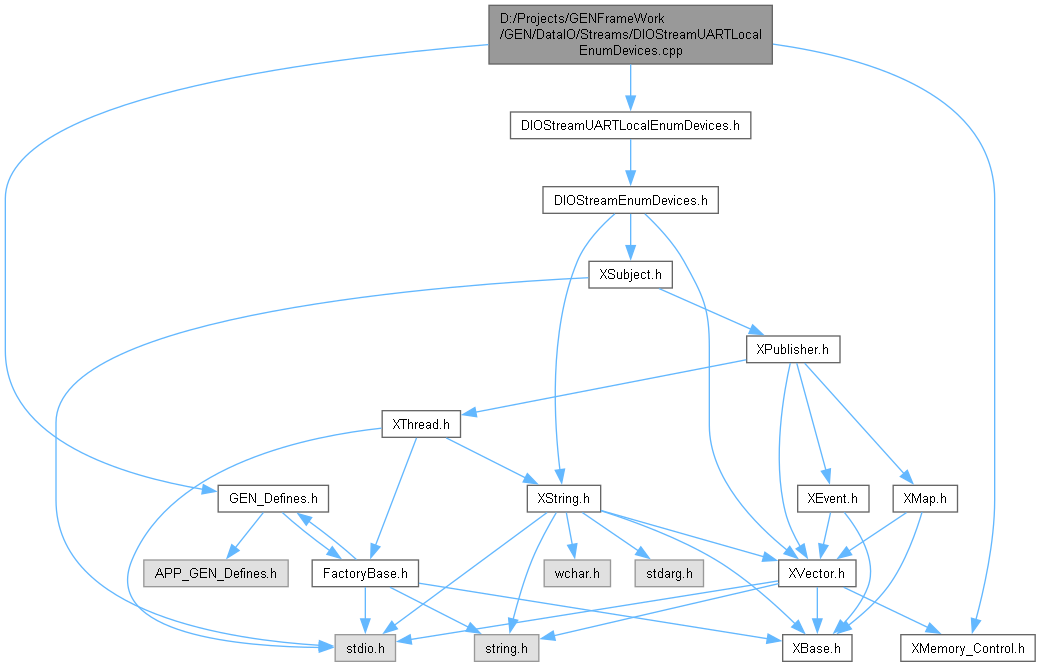 D:/Projects/GENFrameWork
/GEN/DataIO/Streams/DIOStreamUARTLocal
EnumDevices.cpp
DIOStreamUARTLocalEnumDevices.h
DIOStreamEnumDevices.h
XSubject.h
XPublisher.h
XThread.h
GEN_Defines.h
XString.h
XEvent.h
XMap.h
APP_GEN_Defines.h
FactoryBase.h
wchar.h
stdarg.h
XVector.h
stdio.h
string.h
XBase.h
XMemory_Control.h